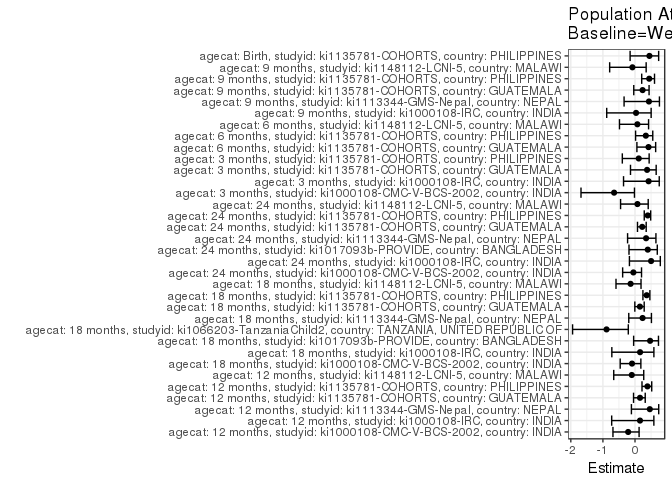 Population At
Baseline=We
agecat: Birth, studyid: ki1135781-COHORTS, country: PHILIPPINES
agecat: 9 months, studyid: ki1148112-LCNI-5, country: MALAWI
agecat: 9 months, studyid: ki1135781-COHORTS, country: PHILIPPINES
agecat: 9 months, studyid: ki1135781-COHORTS, country: GUATEMALA
agecat: 9 months, studyid: ki1113344-GMS-Nepal, country: NEPAL
agecat: 9 months, studyid: ki1000108-IRC, country: INDIA
agecat: 6 months, studyid: ki1148112-LCNI-5, country: MALAWI
agecat: 6 months, studyid: ki1135781-COHORTS, country: PHILIPPINES
agecat: 6 months, studyid: ki1135781-COHORTS, country: GUATEMALA
agecat: 3 months, studyid: ki1135781-COHORTS, country: PHILIPPINES
agecat: 3 months, studyid: ki1135781-COHORTS, country: GUATEMALA
agecat: 3 months, studyid: ki1000108-IRC, country: INDIA
agecat: 3 months, studyid: ki1000108-CMC-V-BCS-2002, country: INDIA
agecat: 24 months, studyid: ki1148112-LCNI-5, country: MALAWI
agecat: 24 months, studyid: ki1135781-COHORTS, country: PHILIPPINES
agecat: 24 months, studyid: ki1135781-COHORTS, country: GUATEMALA
agecat: 24 months, studyid: ki1113344-GMS-Nepal, country: NEPAL
agecat: 24 months, studyid: ki1017093b-PROVIDE, country: BANGLADESH
agecat: 24 months, studyid: ki1000108-IRC, country: INDIA
agecat: 24 months, studyid: ki1000108-CMC-V-BCS-2002, country: INDIA
agecat: 18 months, studyid: ki1148112-LCNI-5, country: MALAWI
agecat: 18 months, studyid: ki1135781-COHORTS, country: PHILIPPINES
agecat: 18 months, studyid: ki1135781-COHORTS, country: GUATEMALA
agecat: 18 months, studyid: ki1113344-GMS-Nepal, country: NEPAL
agecat: 18 months, studyid: ki1066203-TanzaniaChild2, country: TANZANIA, UNITED REPUBLIC OF
agecat: 18 months, studyid: ki1017093b-PROVIDE, country: BANGLADESH
agecat: 18 months, studyid: ki1000108-IRC, country: INDIA
agecat: 18 months, studyid: ki1000108-CMC-V-BCS-2002, country: INDIA
agecat: 12 months, studyid: ki1148112-LCNI-5, country: MALAWI
agecat: 12 months, studyid: ki1135781-COHORTS, country: PHILIPPINES
agecat: 12 months, studyid: ki1135781-COHORTS, country: GUATEMALA
agecat: 12 months, studyid: ki1113344-GMS-Nepal, country: NEPAL
agecat: 12 months, studyid: ki1000108-IRC, country: INDIA
agecat: 12 months, studyid: ki1000108-CMC-V-BCS-2002, country: INDIA
-2 -1 0
Estimate